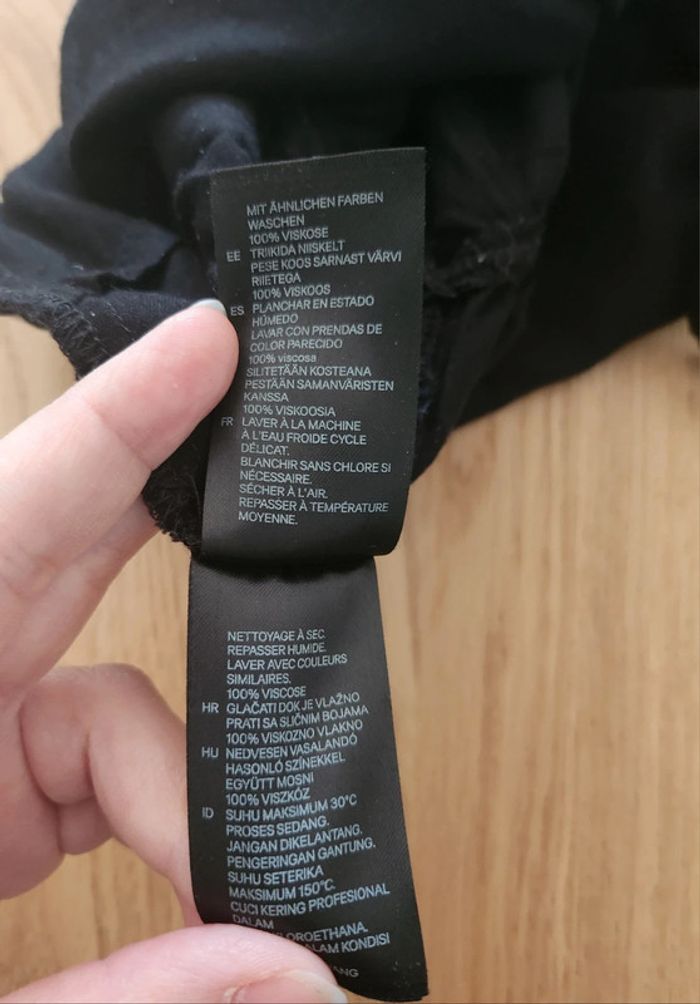 MIT ÄHNLICHEN FARBEN
WASCHEN
100% VISKOSE
EE TRIIKIDA NIISKELT
PESE KOOS SARNAST VÄRVI
RIIETEGA
100% VISKOOS
ES PLANCHAR EN ESTADO
HÚMEDO
LAVAR CON PRENDAS DE
COLOR PARECIDO
100% viscosa
SILITETÄÄN KOSTEANA
PESTÄÄN SAMANVÄRISTEN
KANSSA
100% VISKOOSIA
FR LAVER À LA MACHINE
À L'EAU FROIDE CYCLE
DÉLICAT.
BLANCHIR SANS CHLORE SI
NÉCESSAIRE.
SÉCHER À L'AIR.
REPASSER À TEMPÉRATURE
MOYENNE.
NETTOYAGE À SEC.
REPASSER HUMIDE.
LAVER AVEC COULEURS
SIMILAIRES.
100% VISCOSE
HR GLAČATI DOK JE VLAŽNO
PRATI SA SLIČNIM BOJAMA
100% VISKOZNO VLAKNO
HU NEDVESEN VASALANDÓ
HASONLÓ SZÍNEKKEL
EGYÜTT MOSNI
100% VISZKÓZ
ID SUHU MAKSIMUM 30°C
PROSES SEDANG.
JANGAN DIKELANTANG.
PENGERINGAN GANTUNG.
SUHU SETERIKA
MAKSIMUM 150°C.
CUCI KERING PROFESIONAL
DALAM
KONDISI